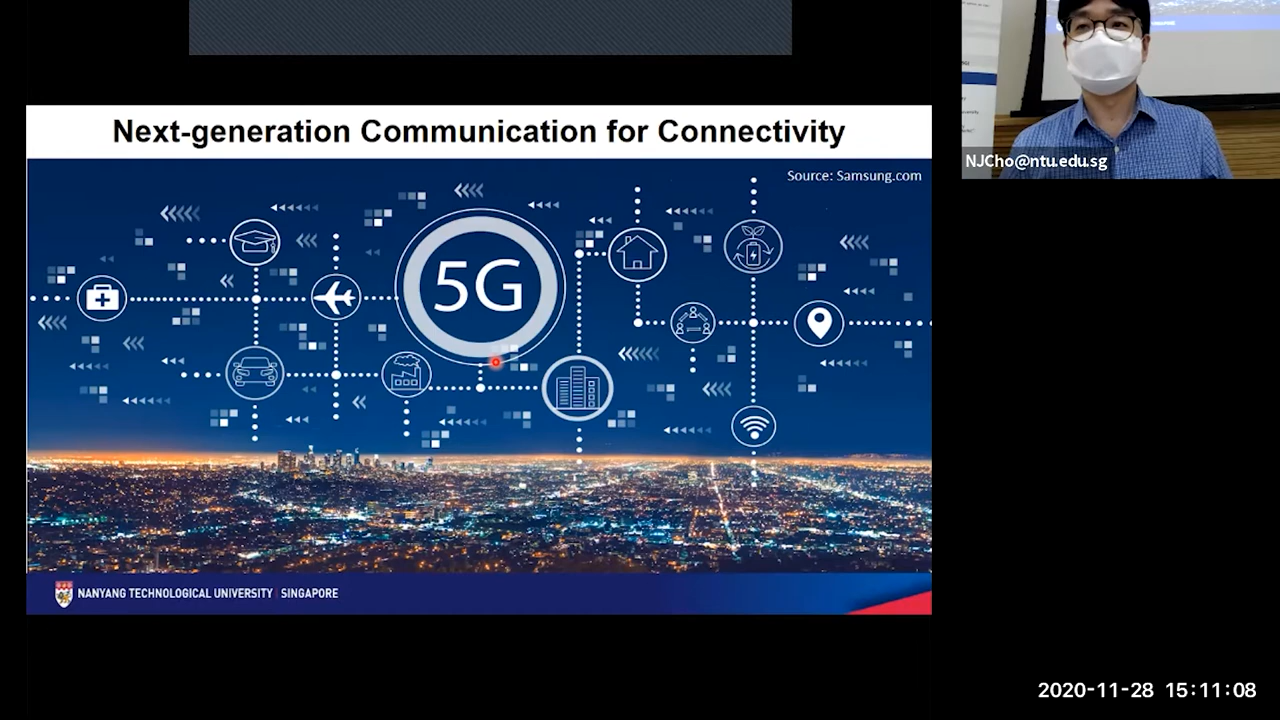 Next-generation Communication for Connectivity
Source: Samsung.com
5G
NANYANG TECHNOLOGICAL UNIVERSITY SINGAPORE
NJCho@ntu.edu.sg
2020-11-28 15:11:08